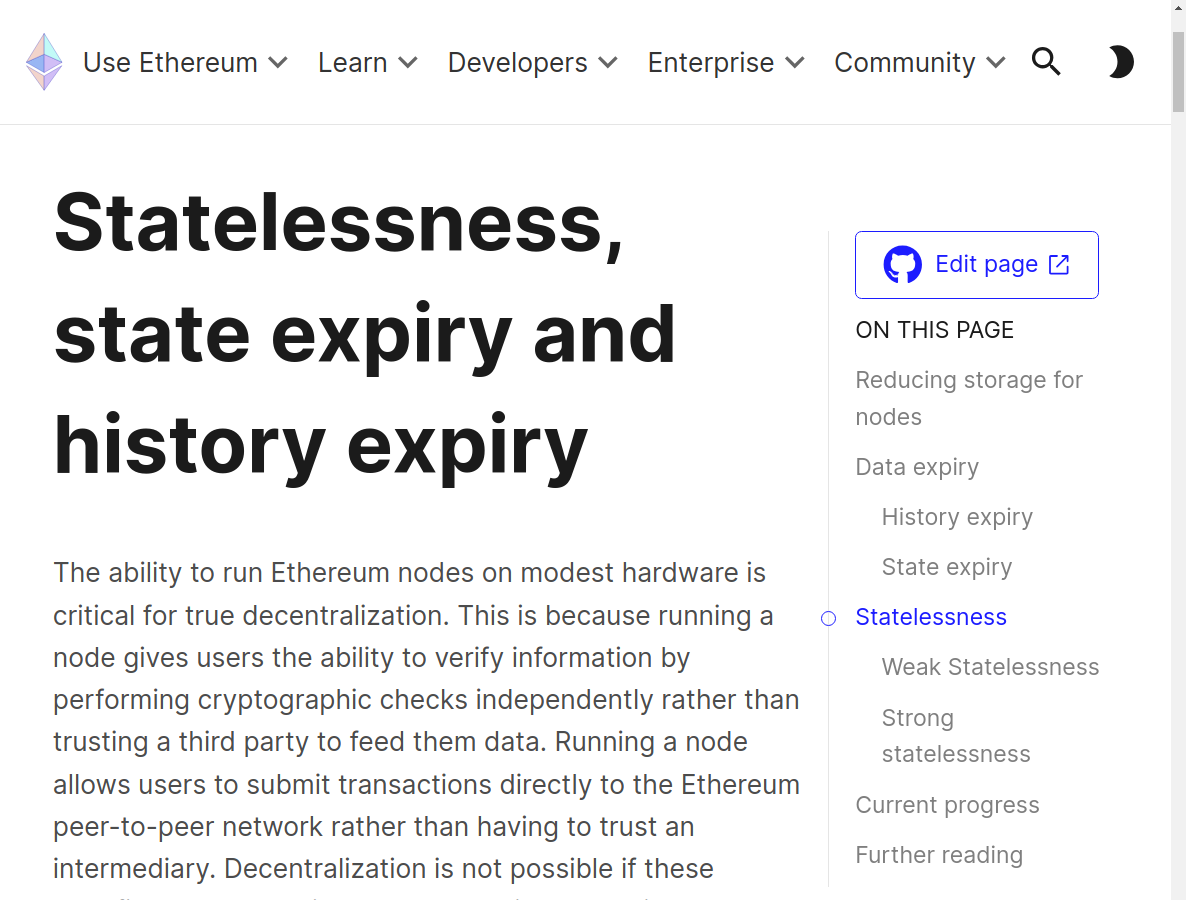 Use Ethereum
Learn
Developers
Enterprise
Community
Statelessness,
state expiry and
history expiry
The ability to run Ethereum nodes on modest hardware is
critical for true decentralization. This is because running a
node gives users the ability to verify information by
performing cryptographic checks independently rather than
trusting a third party to feed them data. Running a node
allows users to submit transactions directly to the Ethereum
peer-to-peer network rather than having to trust an
intermediary. Decentralization is not possible if these
Edit page
ON THIS PAGE
Reducing storage for
nodes
Data expiry
History expiry
State expiry
Statelessness
Weak Statelessness
Strong
statelessness
Current progress
Further reading